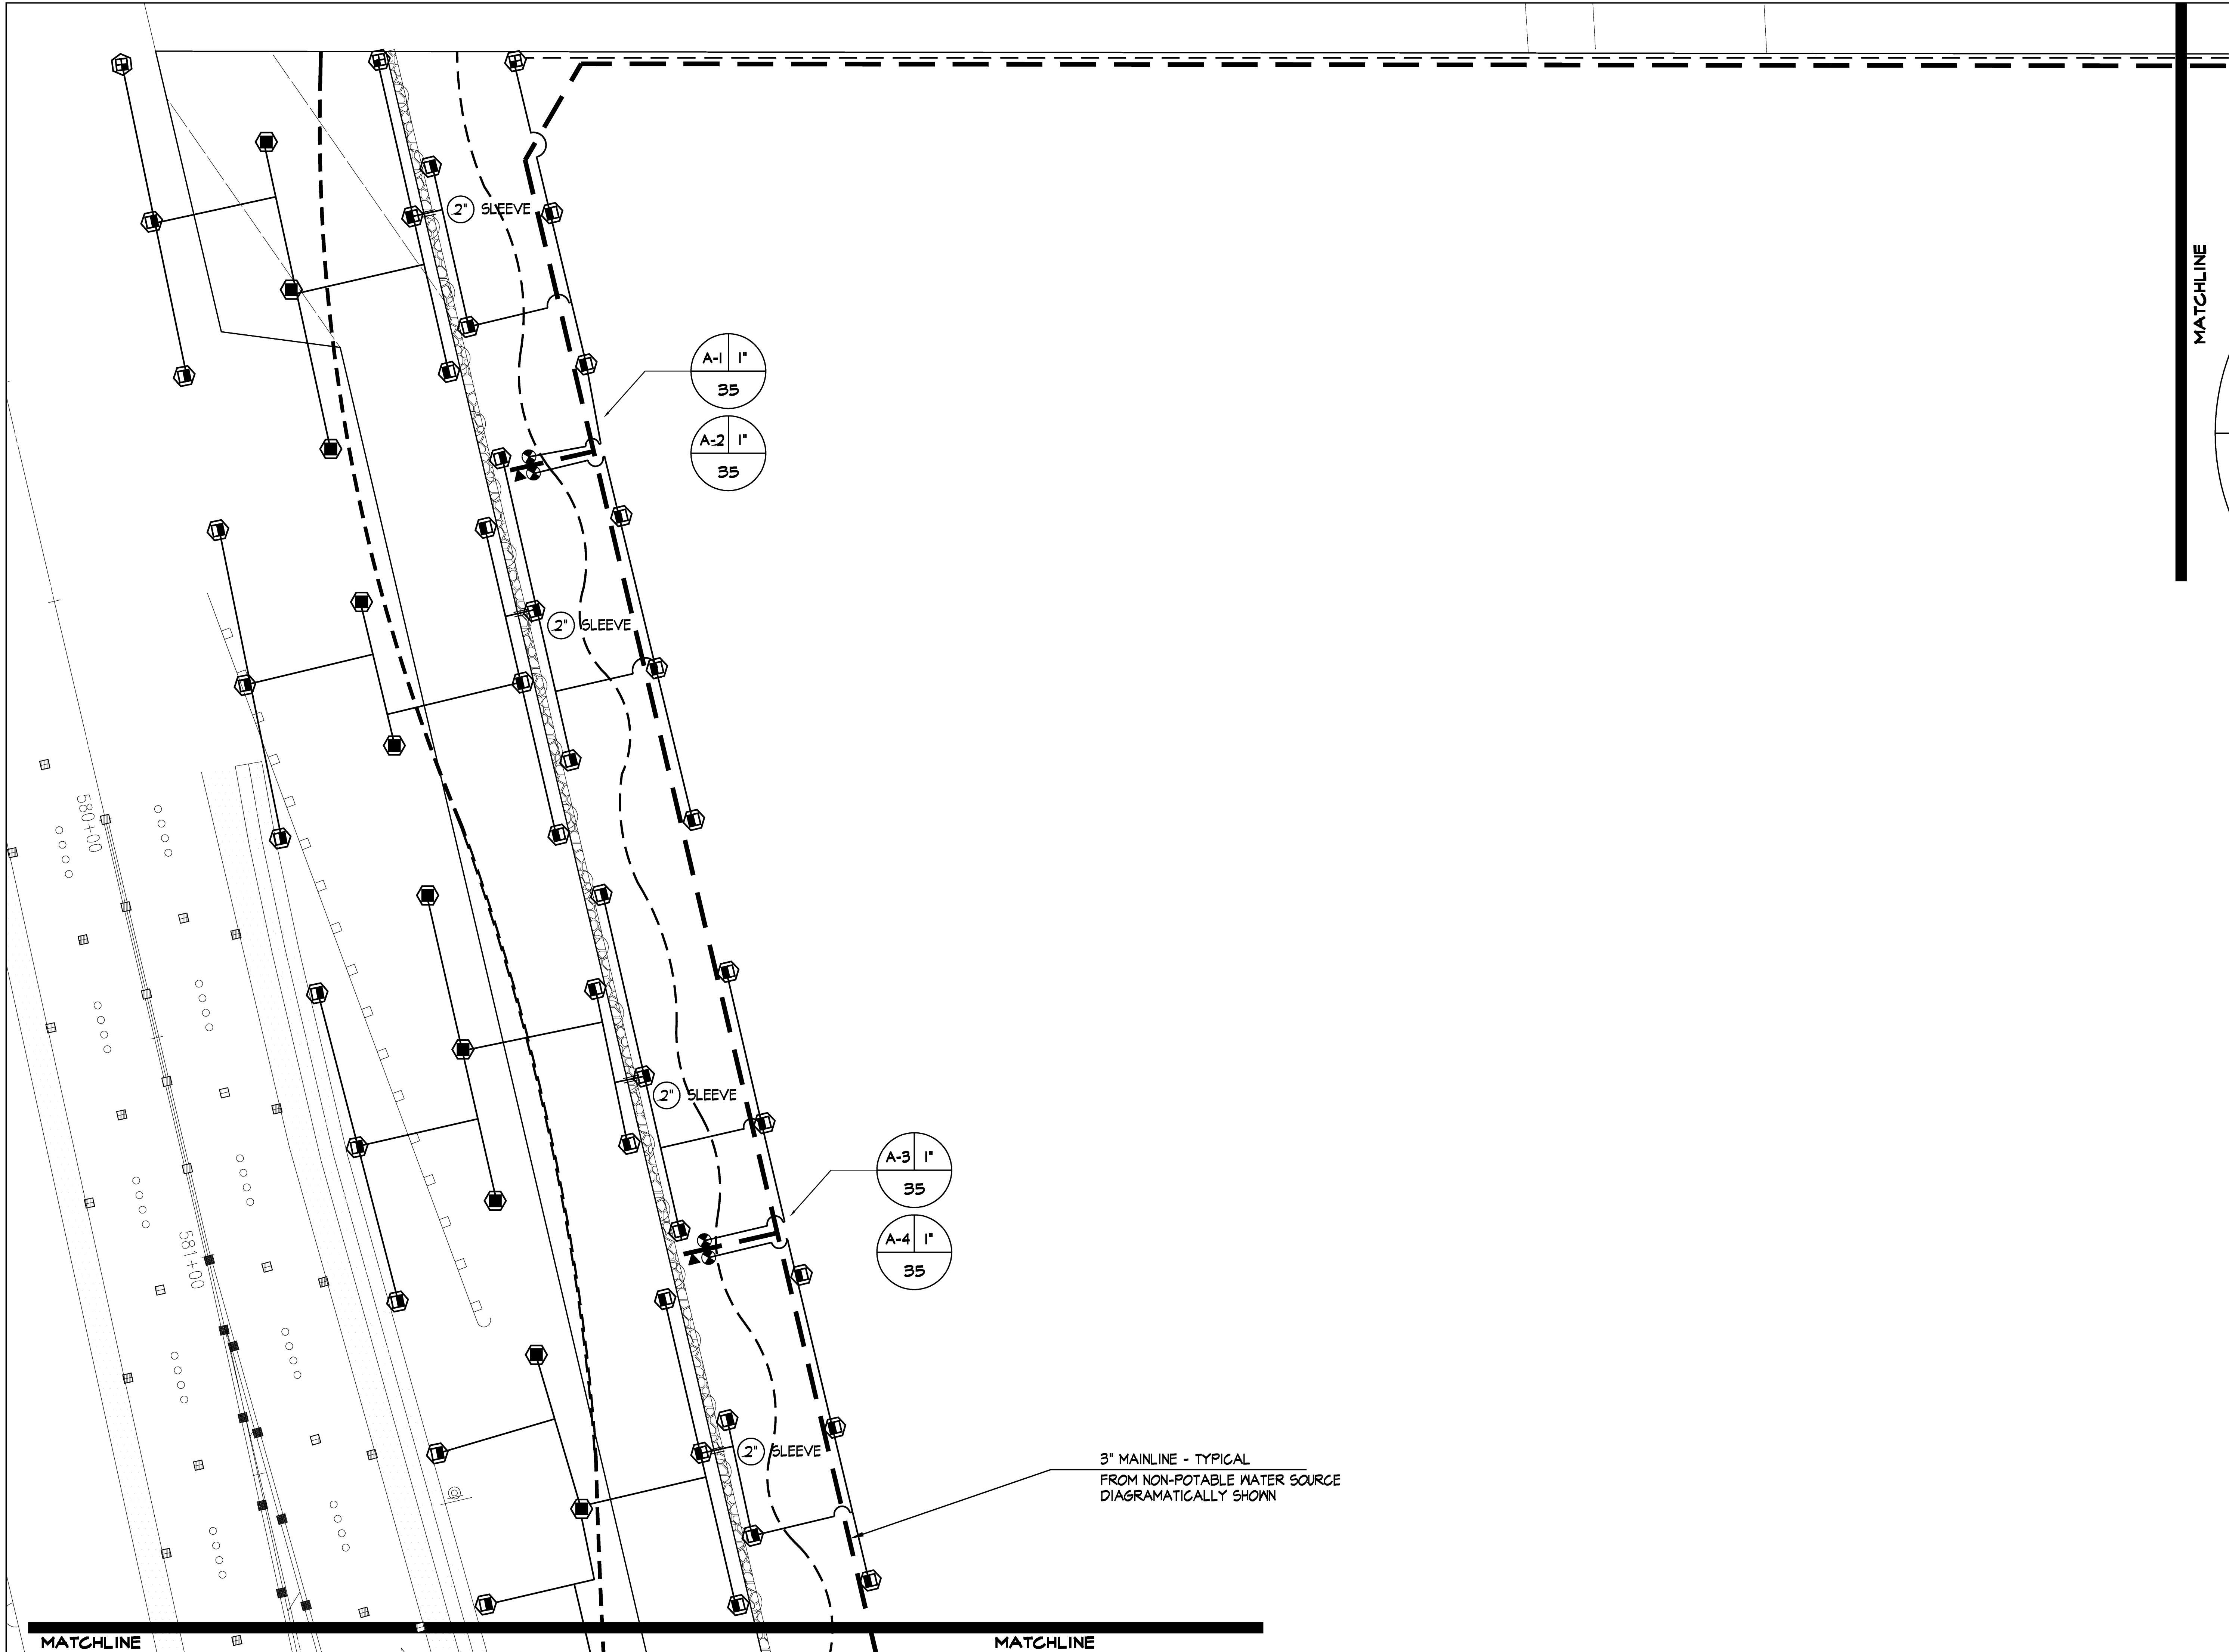 2" SLEEVE
MATCHLINE
A-1 1"
35
A-2 1"
35
2" SLEEVE
580+00
2" SLEEVE
A-3 1"
35
A-4 1"
35
581+00
2" SLEEVE
3" MAINLINE - TYPICAL
FROM NON-POTABLE WATER SOURCE
DIAGRAMATICALLY SHOWN
MATCHLINE
MATCHLINE